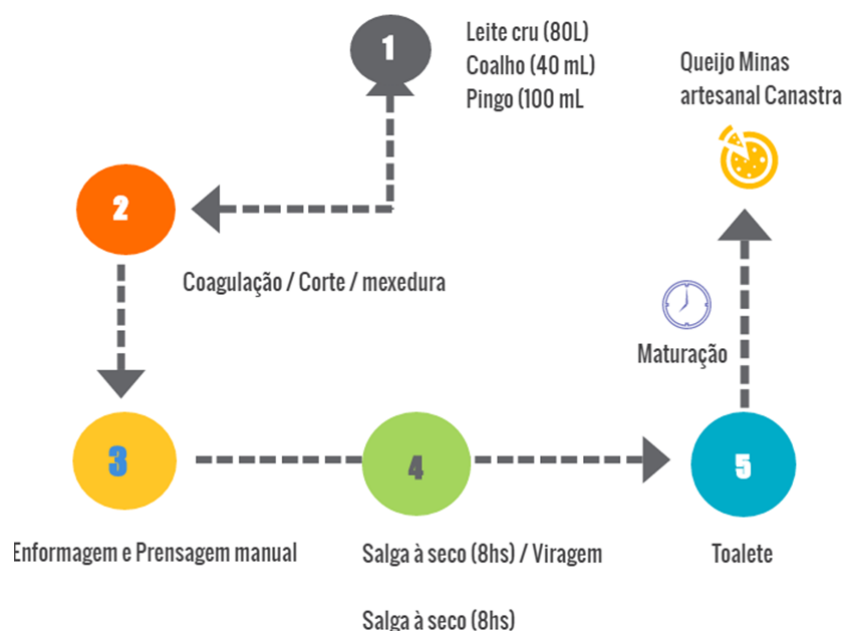 1
Leite cru (80L)
Coalho (40 mL)
Pingo (100 mL
Queijo Minas
artesanal Canastra
2
Coagulação / Corte / mexedura
Maturação
3
4
5
Enformagem e Prensagem manual
Salga à seco (8hs) / Viragem
Toalete
Salga à seco (8hs)